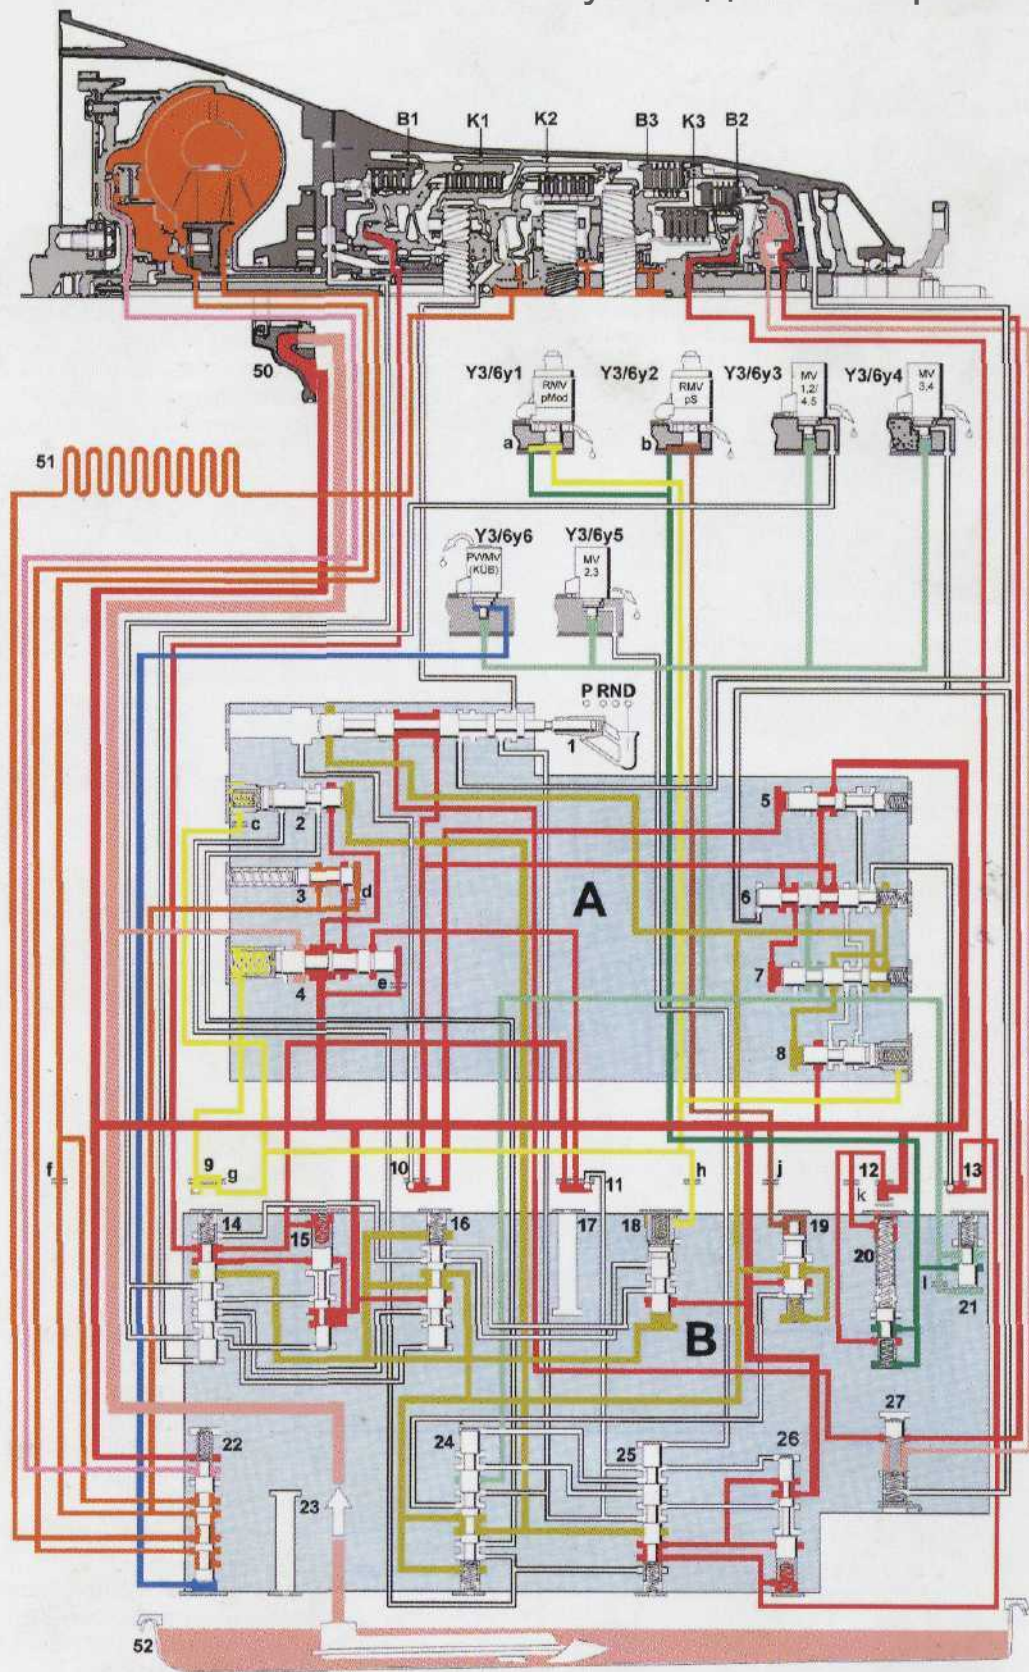 B1 K1 K2 B3 K3 B2
50
51
Y3/6y1 Y3/6y2 Y3/6y3 Y3/6y4
RMV pMod
RMV pS
MV 1,2/ 4,5
MV 3,4
a b
Y3/6y6 Y3/6y5
PWMV (KÜB)
MV 2,3
P R N D
1
5
c 2
3 d
A
6
4 e
7
8
f 9 g 10 11 h j 12 k 13
14 15 16 17 18 19 20 l 21
B
22 23 24 25 26 27
52